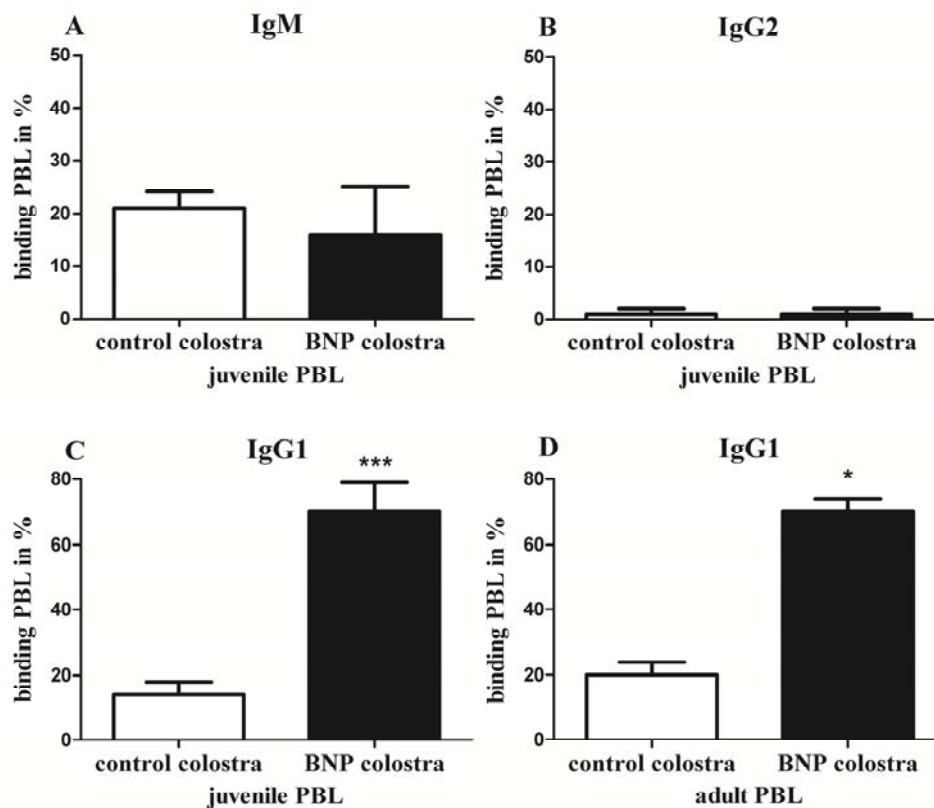 A
IgM
binding PBL in %
50
40
30
20
10
0
control colostra
BNP colostra
juvenile PBL
B
IgG2
binding PBL in %
50
40
30
20
10
0
control colostra
BNP colostra
juvenile PBL
C
IgG1
binding PBL in %
80
60
40
20
0
***
control colostra
BNP colostra
juvenile PBL
D
IgG1
binding PBL in %
80
60
40
20
0
*
control colostra
BNP colostra
adult PBL